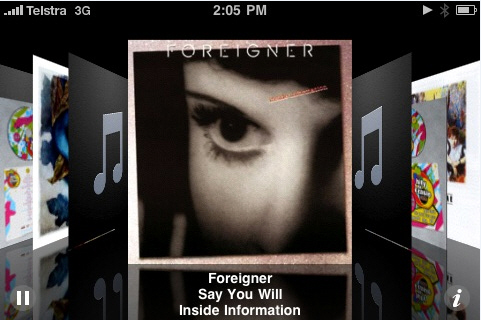 Telstra 3G 2:05 PM
FOREIGNER
Foreigner
Say You Will
Inside Information